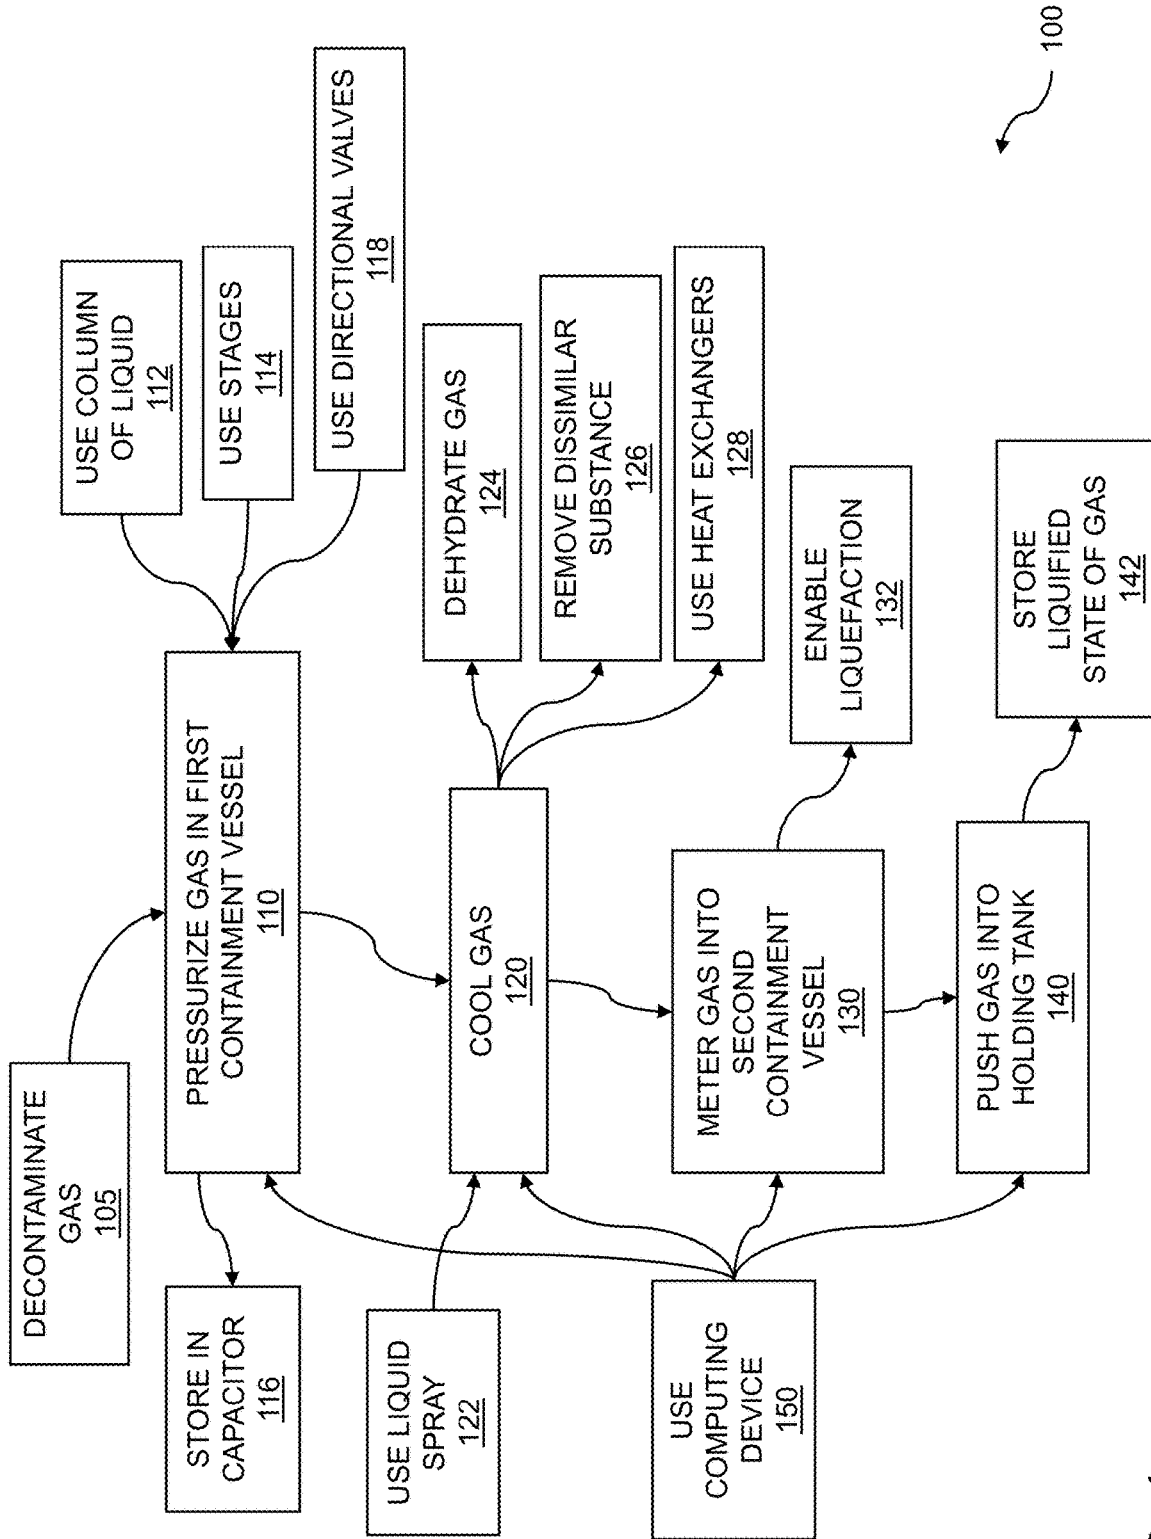 DECONTAMINATE
GAS
105
STORE IN
CAPACITOR
116
PRESSURIZE GAS IN FIRST
CONTAINMENT VESSEL
110
USE COLUMN
OF LIQUID
112
USE STAGES
114
USE DIRECTIONAL VALVES
118
USE LIQUID
SPRAY
122
COOL GAS
120
DEHYDRATE GAS
124
REMOVE DISSIMILAR
SUBSTANCE
126
USE HEAT EXCHANGERS
128
USE
COMPUTING
DEVICE
150
METER GAS INTO
SECOND
CONTAINMENT
VESSEL
130
ENABLE
LIQUEFACTION
132
PUSH GAS INTO
HOLDING TANK
140
STORE
LIQUIFIED
STATE OF GAS
142
100